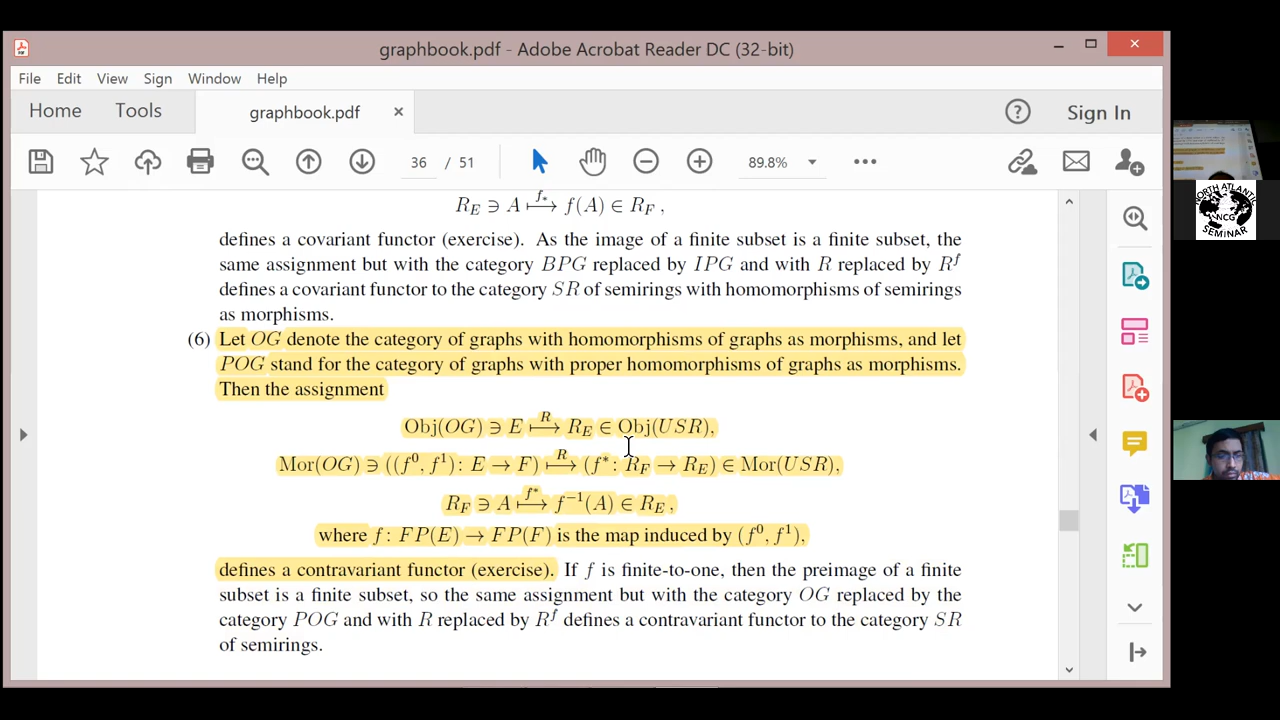 graphbook.pdf - Adobe Acrobat Reader DC (32-bit)
File Edit View Sign Window Help
Home Tools graphbook.pdf × ? Sign In
36 / 51 89.8%
R_E ∋ A ⟼^{f_*} f(A) ∈ R_F ,
defines a covariant functor (exercise). As the image of a finite subset is a finite subset, the
same assignment but with the category BPG replaced by IPG and with R replaced by R^f
defines a covariant functor to the category SR of semirings with homomorphisms of semirings
as morphisms.
(6) Let OG denote the category of graphs with homomorphisms of graphs as morphisms, and let
POG stand for the category of graphs with proper homomorphisms of graphs as morphisms.
Then the assignment
Obj(OG) ∋ E ⟼^{R} R_E ∈ Obj(USR),
Mor(OG) ∋ ((f^0, f^1): E → F) ⟼^{R} (f^*: R_F → R_E) ∈ Mor(USR),
R_F ∋ A ⟼^{f^*} f^{-1}(A) ∈ R_E ,
where f: FP(E) → FP(F) is the map induced by (f^0, f^1),
defines a contravariant functor (exercise). If f is finite-to-one, then the preimage of a finite
subset is a finite subset, so the same assignment but with the category OG replaced by the
category POG and with R replaced by R^f defines a contravariant functor to the category SR
of semirings.
NORTH ATLANTIC
NCG
SEMINAR